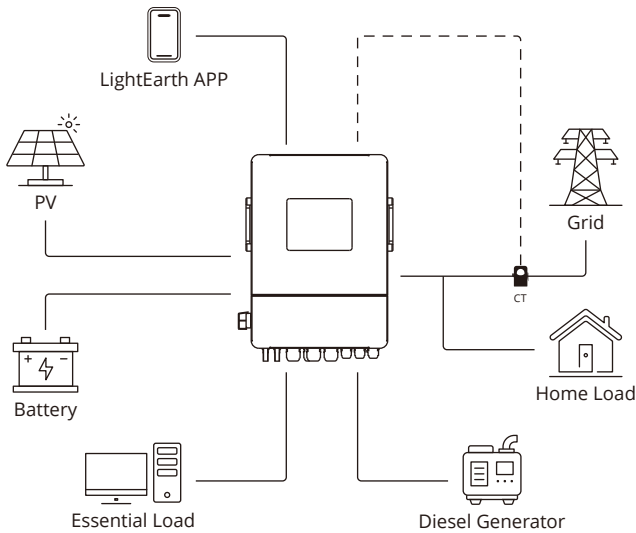 LightEarth APP
PV
Grid
CT
Home Load
Battery
Essential Load
Diesel Generator